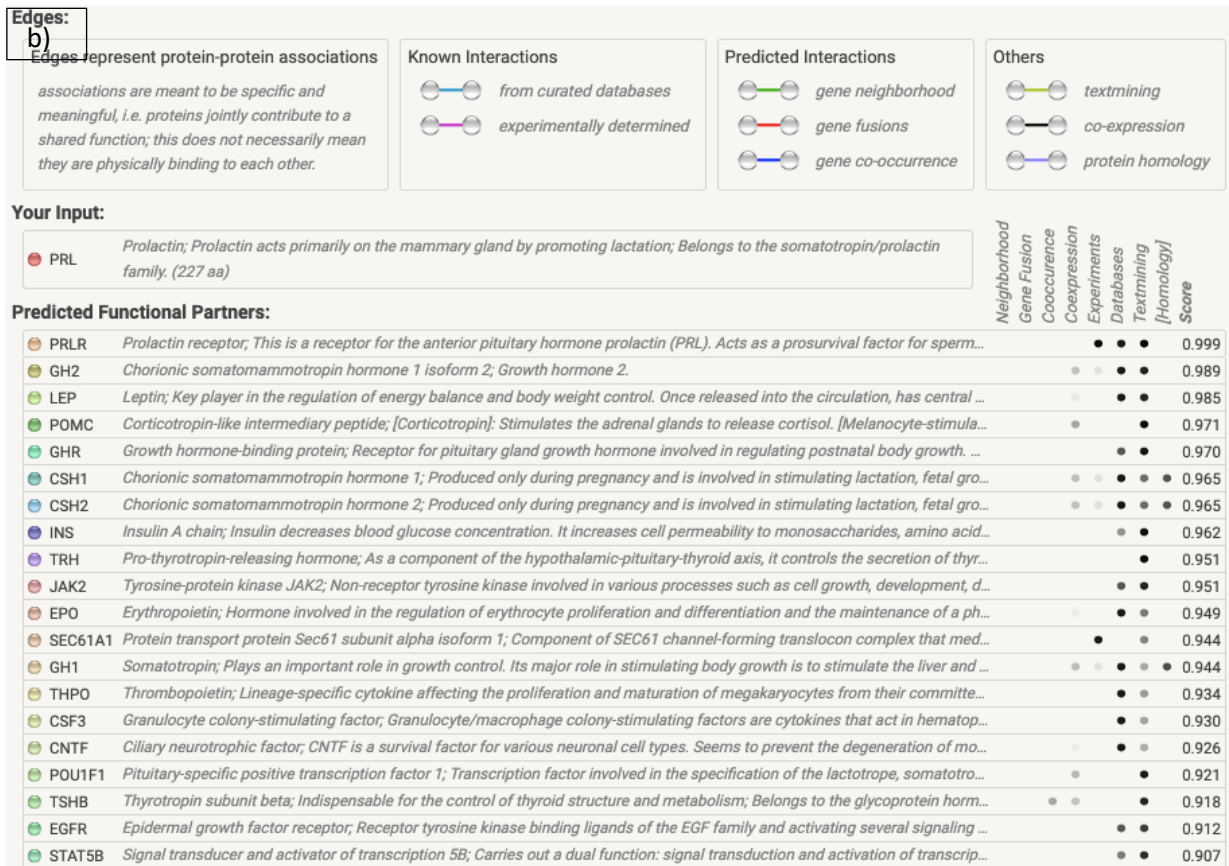 Edges:
b)
Edges represent protein-protein associations
associations are meant to be specific and
meaningful, i.e. proteins jointly contribute to a
shared function; this does not necessarily mean
they are physically binding to each other.
Known Interactions
from curated databases
experimentally determined
Predicted Interactions
gene neighborhood
gene fusions
gene co-occurrence
Others
textmining
co-expression
protein homology
Your Input:
PRL Prolactin; Prolactin acts primarily on the mammary gland by promoting lactation; Belongs to the somatotropin/prolactin
family. (227 aa)
Neighborhood
Gene Fusion
Cooccurence
Coexpression
Experiments
Databases
Textmining
[Homology]
Score
Predicted Functional Partners:
PRLR Prolactin receptor; This is a receptor for the anterior pituitary hormone prolactin (PRL). Acts as a prosurvival factor for sperm... 0.999
GH2 Chorionic somatomammotropin hormone 1 isoform 2; Growth hormone 2. 0.989
LEP Leptin; Key player in the regulation of energy balance and body weight control. Once released into the circulation, has central ... 0.985
POMC Corticotropin-like intermediary peptide; [Corticotropin]: Stimulates the adrenal glands to release cortisol. [Melanocyte-stimula... 0.971
GHR Growth hormone-binding protein; Receptor for pituitary gland growth hormone involved in regulating postnatal body growth. ... 0.970
CSH1 Chorionic somatomammotropin hormone 1; Produced only during pregnancy and is involved in stimulating lactation, fetal gro... 0.965
CSH2 Chorionic somatomammotropin hormone 2; Produced only during pregnancy and is involved in stimulating lactation, fetal gro... 0.965
INS Insulin A chain; Insulin decreases blood glucose concentration. It increases cell permeability to monosaccharides, amino acid... 0.962
TRH Pro-thyrotropin-releasing hormone; As a component of the hypothalamic-pituitary-thyroid axis, it controls the secretion of thyr... 0.951
JAK2 Tyrosine-protein kinase JAK2; Non-receptor tyrosine kinase involved in various processes such as cell growth, development, d... 0.951
EPO Erythropoietin; Hormone involved in the regulation of erythrocyte proliferation and differentiation and the maintenance of a ph... 0.949
SEC61A1 Protein transport protein Sec61 subunit alpha isoform 1; Component of SEC61 channel-forming translocon complex that med... 0.944
GH1 Somatotropin; Plays an important role in growth control. Its major role in stimulating body growth is to stimulate the liver and ... 0.944
THPO Thrombopoietin; Lineage-specific cytokine affecting the proliferation and maturation of megakaryocytes from their committe... 0.934
CSF3 Granulocyte colony-stimulating factor; Granulocyte/macrophage colony-stimulating factors are cytokines that act in hematop... 0.930
CNTF Ciliary neurotrophic factor; CNTF is a survival factor for various neuronal cell types. Seems to prevent the degeneration of mo... 0.926
POU1F1 Pituitary-specific positive transcription factor 1; Transcription factor involved in the specification of the lactotrope, somatotro... 0.921
TSHB Thyrotropin subunit beta; Indispensable for the control of thyroid structure and metabolism; Belongs to the glycoprotein horm... 0.918
EGFR Epidermal growth factor receptor; Receptor tyrosine kinase binding ligands of the EGF family and activating several signaling ... 0.912
STAT5B Signal transducer and activator of transcription 5B; Carries out a dual function: signal transduction and activation of transcrip... 0.907